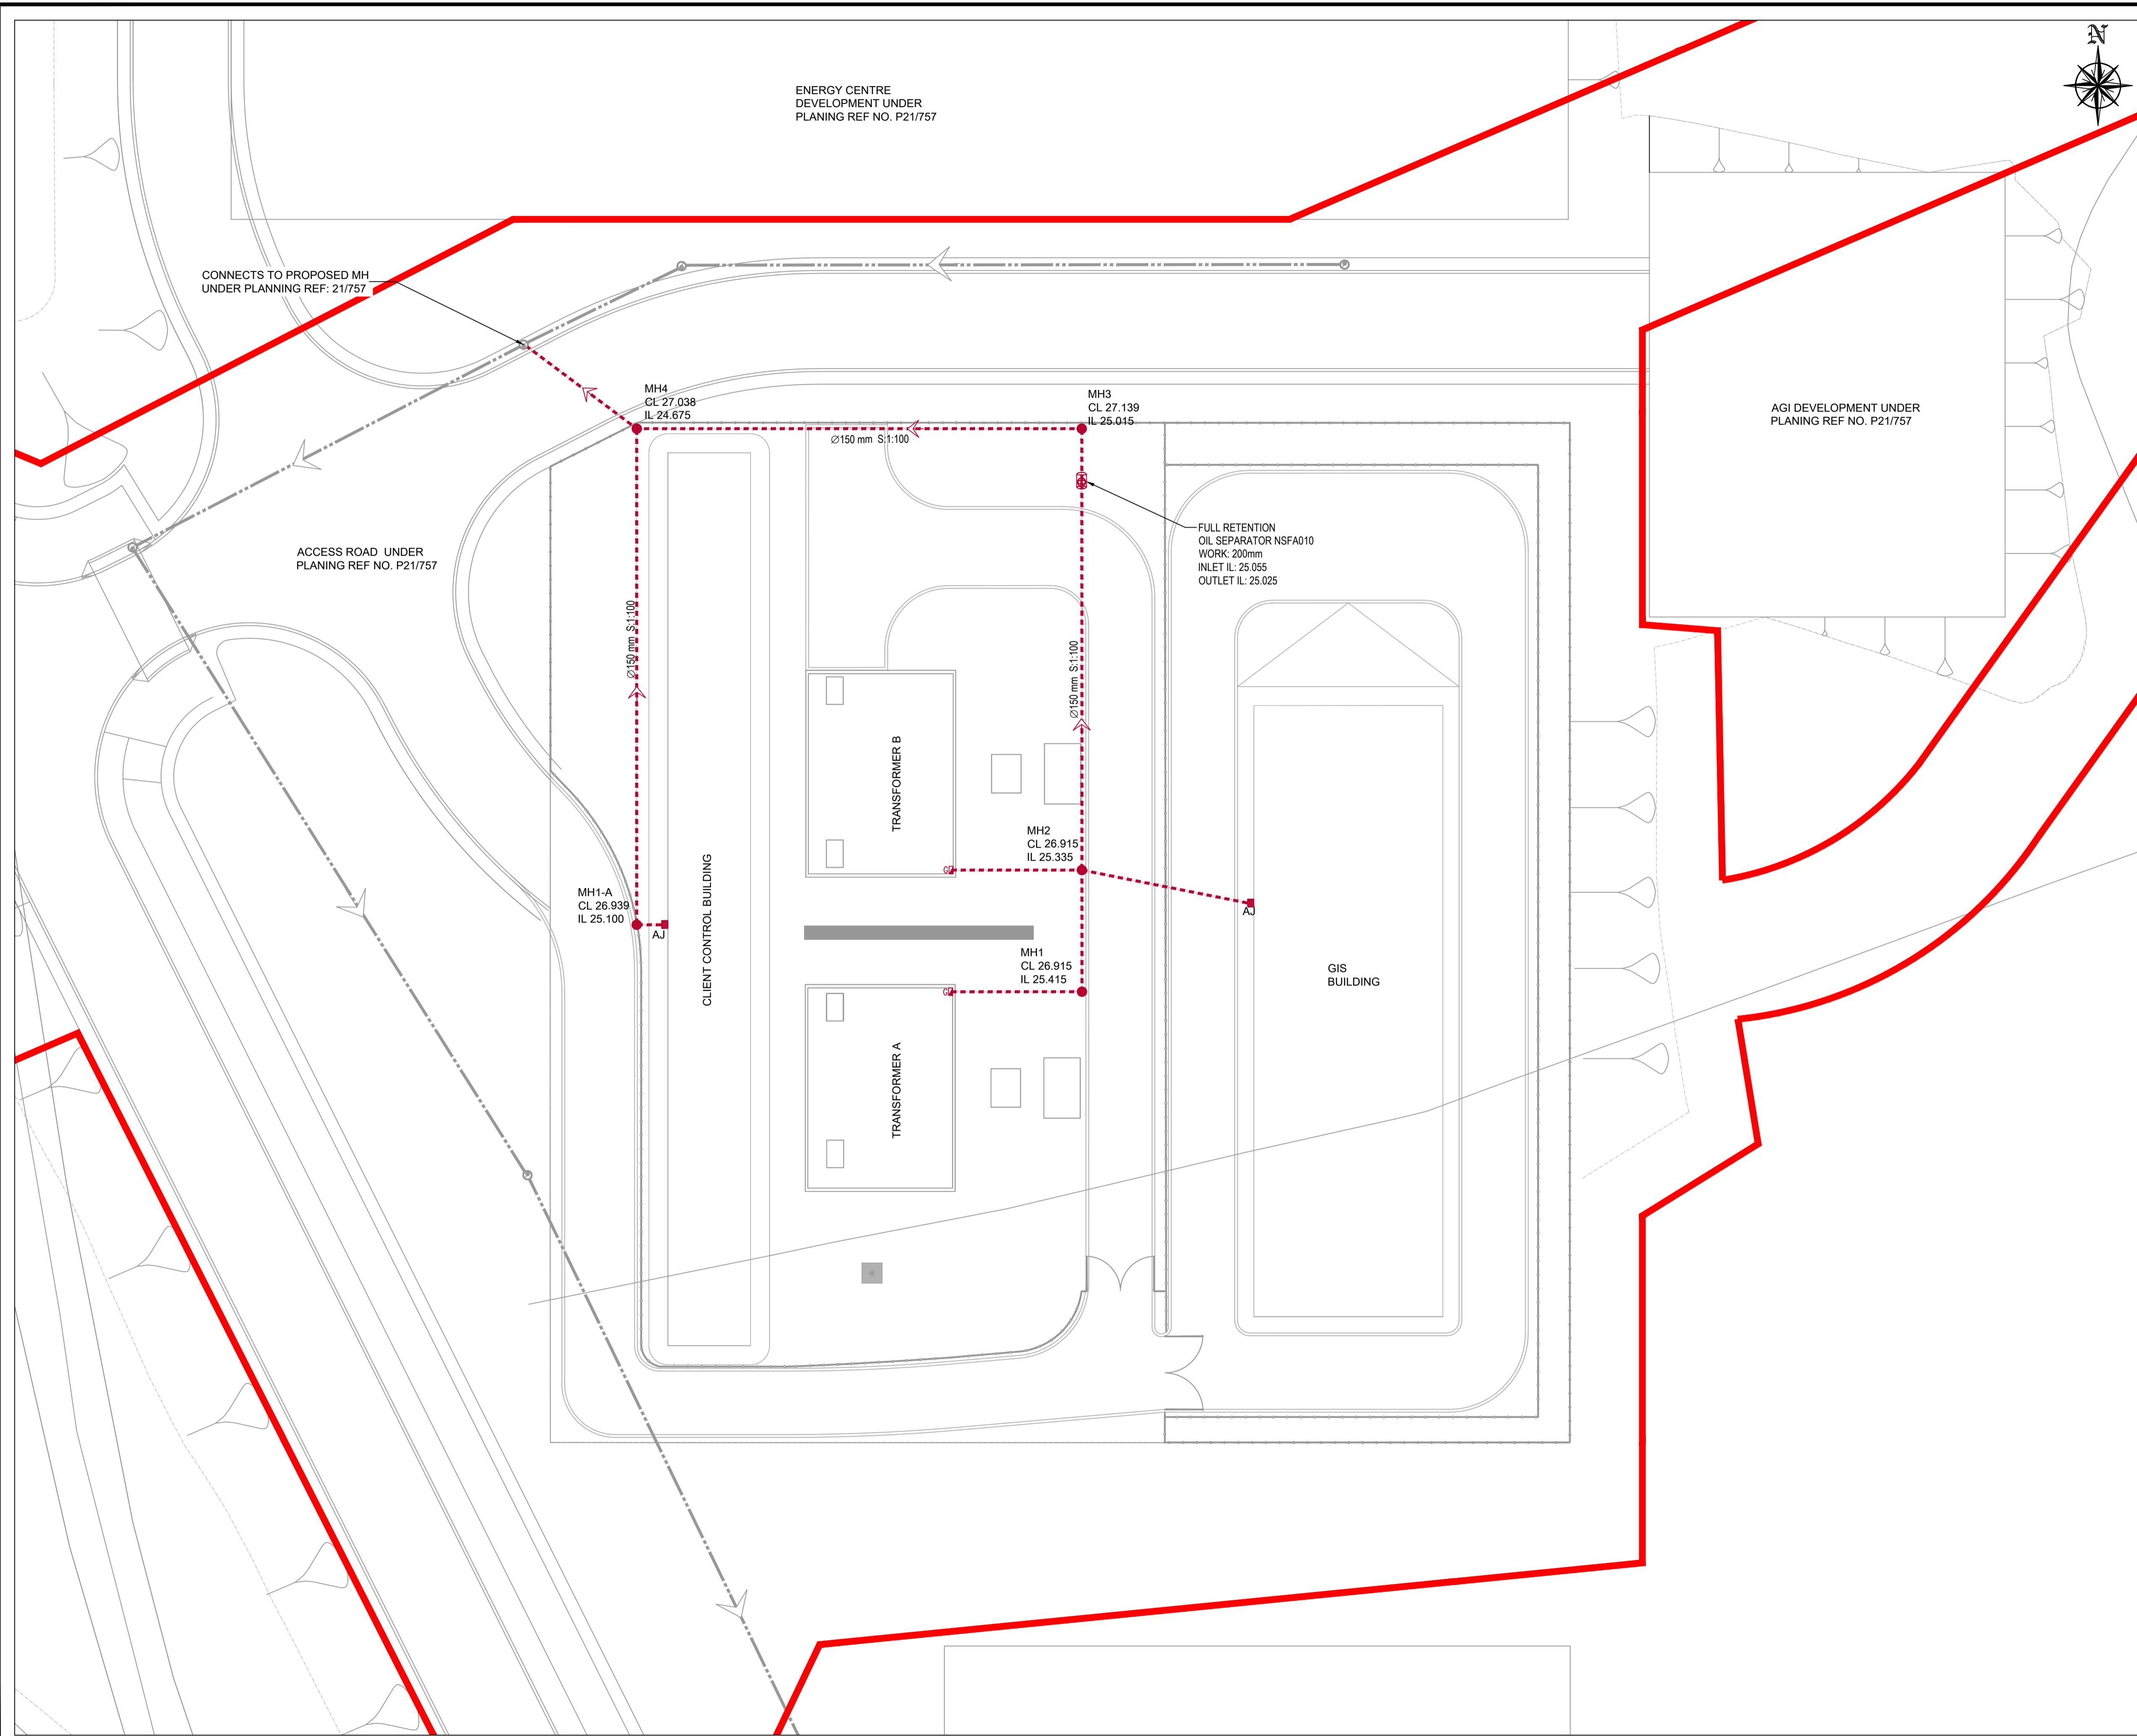 N
ENERGY CENTRE
DEVELOPMENT UNDER
PLANING REF NO. P21/757
CONNECTS TO PROPOSED MH
UNDER PLANNING REF: 21/757
MH4
CL 27.038
IL 24.675
MH3
CL 27.139
IL 25.015
∅150 mm S:1:100
AGI DEVELOPMENT UNDER
PLANING REF NO. P21/757
FULL RETENTION
OIL SEPARATOR NSFA010
WORK: 200mm
INLET IL: 25.055
OUTLET IL: 25.025
ACCESS ROAD UNDER
PLANING REF NO. P21/757
∅150 mm S:1:100
∅150 mm S:1:100
TRANSFORMER B
MH2
CL 26.915
IL 25.335
MH1-A
CL 26.939
IL 25.100
AJ
CLIENT CONTROL BUILDING
AJ
MH1
CL 26.915
IL 25.415
GIS
BUILDING
TRANSFORMER A